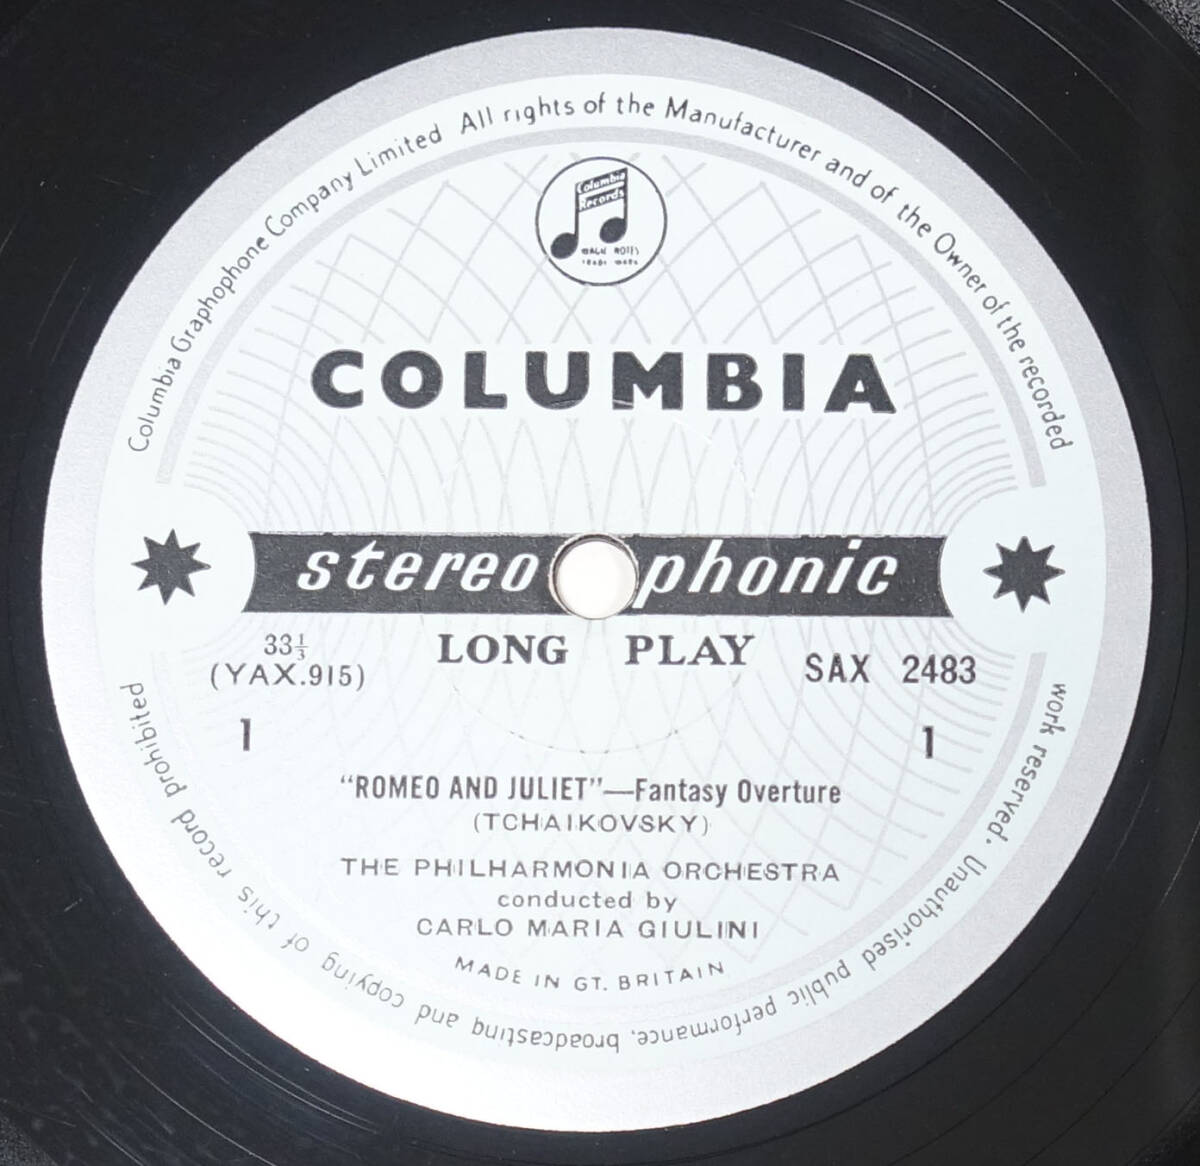 Columbia Graphophone Company Limited All rights of the Manufacturer and of the Owner of the recorded
work reserved. Unauthorised public performance, broadcasting and copying of this record prohibited
Columbia
Records
MAGIC NOTES
COLUMBIA
stereophonic
LONG PLAY
33⅓
(YAX.915)
SAX 2483
1
1
"ROMEO AND JULIET"—Fantasy Overture
(TCHAIKOVSKY)
THE PHILHARMONIA ORCHESTRA
conducted by
CARLO MARIA GIULINI
MADE IN GT. BRITAIN